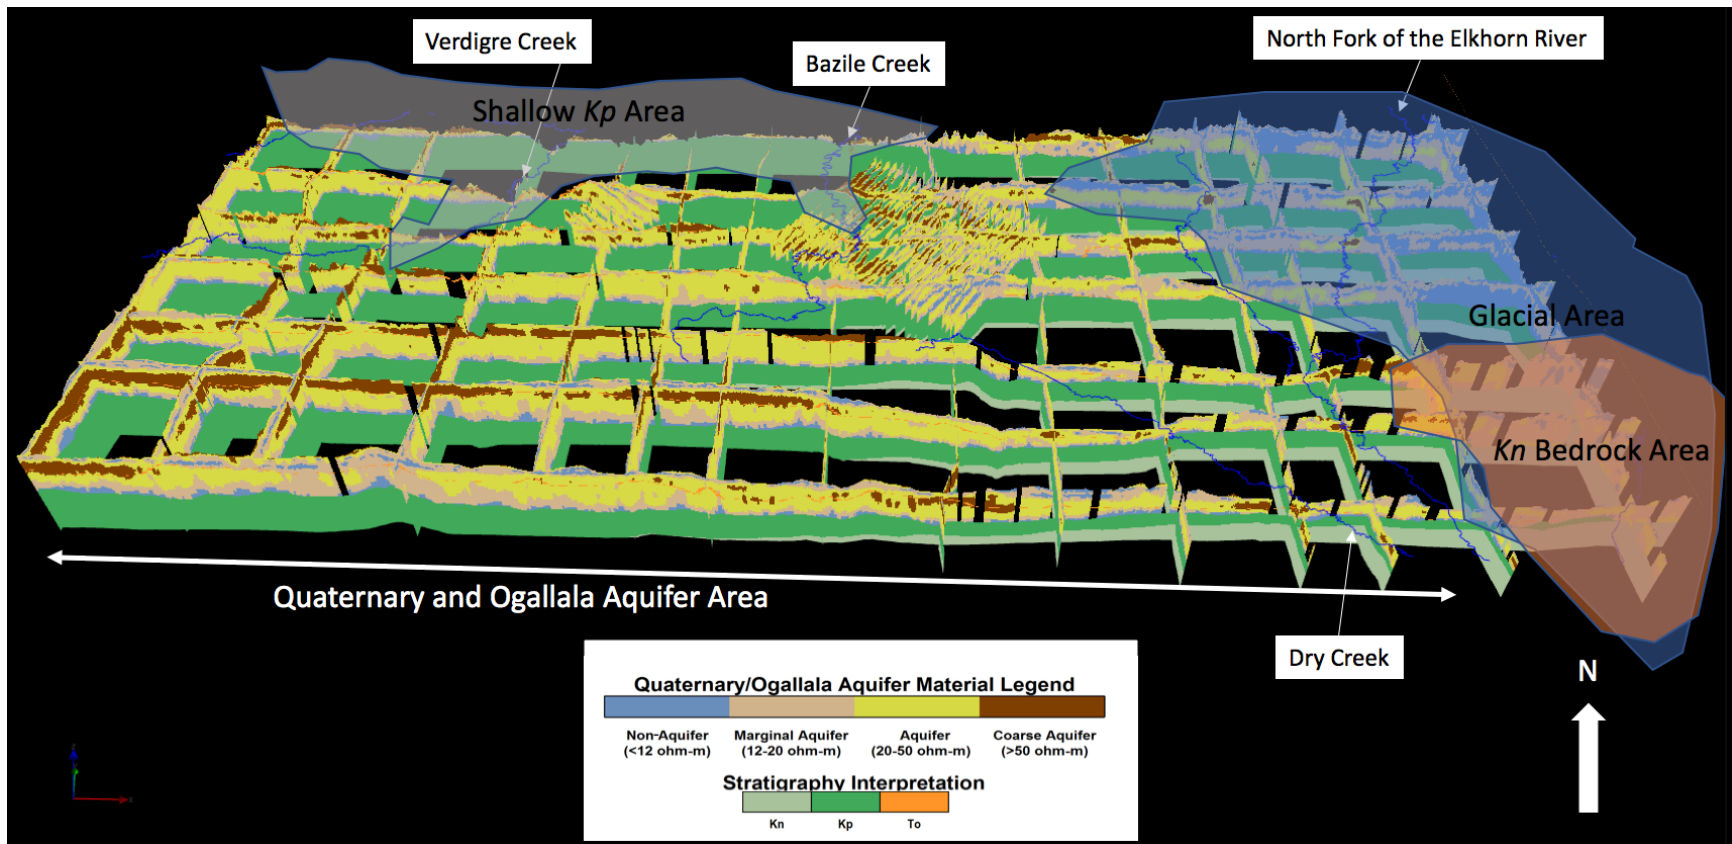 Verdigre Creek
North Fork of the Elkhorn River
Bazile Creek
Shallow Kp Area
Glacial Area
Kn Bedrock Area
Quaternary and Ogallala Aquifer Area
Dry Creek
N
Quaternary/Ogallala Aquifer Material Legend
Non-Aquifer Marginal Aquifer Aquifer Coarse Aquifer
(<12 ohm-m) (12-20 ohm-m) (20-50 ohm-m) (>50 ohm-m)
Stratigraphy Interpretation
Kn Kp To